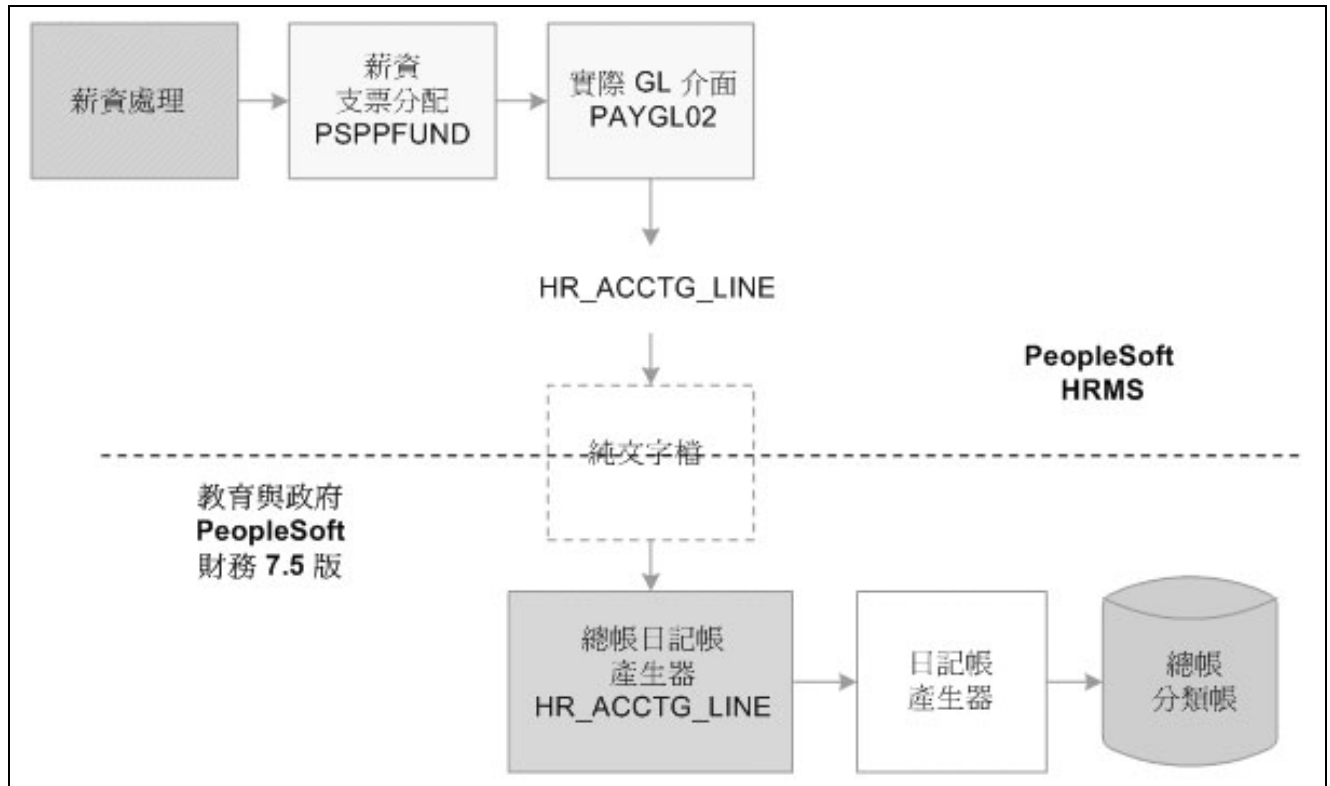 薪資處理
薪資
支票分配
PSPPFUND
實際 GL 介面
PAYGL02
HR_ACCTG_LINE
PeopleSoft
HRMS
純文字檔
教育與政府
PeopleSoft
財務 7.5 版
總帳日記帳
產生器
HR_ACCTG_LINE
日記帳
產生器
總帳
分類帳